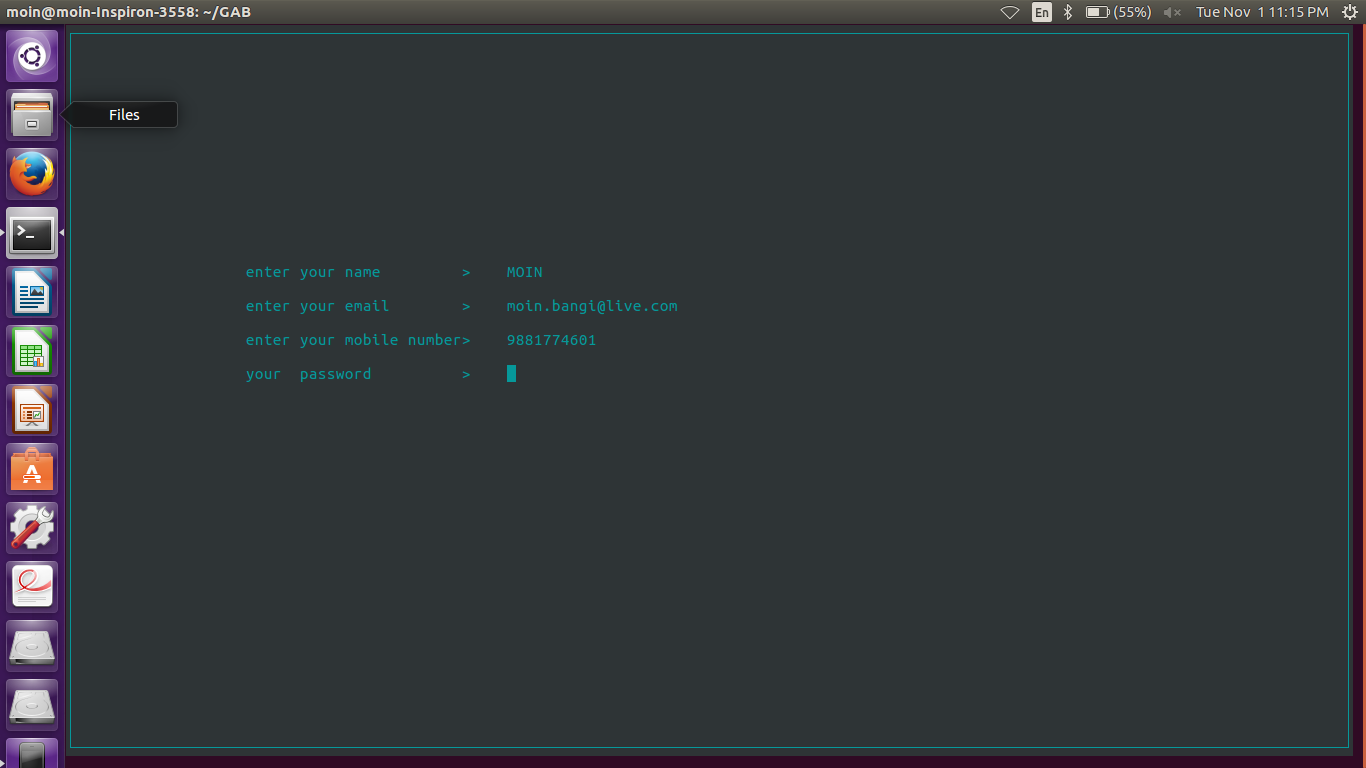 moin@moin-Inspiron-3558: ~/GAB En (55%) Tue Nov 1 11:15 PM
Files
enter your name > MOIN
enter your email > moin.bangi@live.com
enter your mobile number> 9881774601
your password >